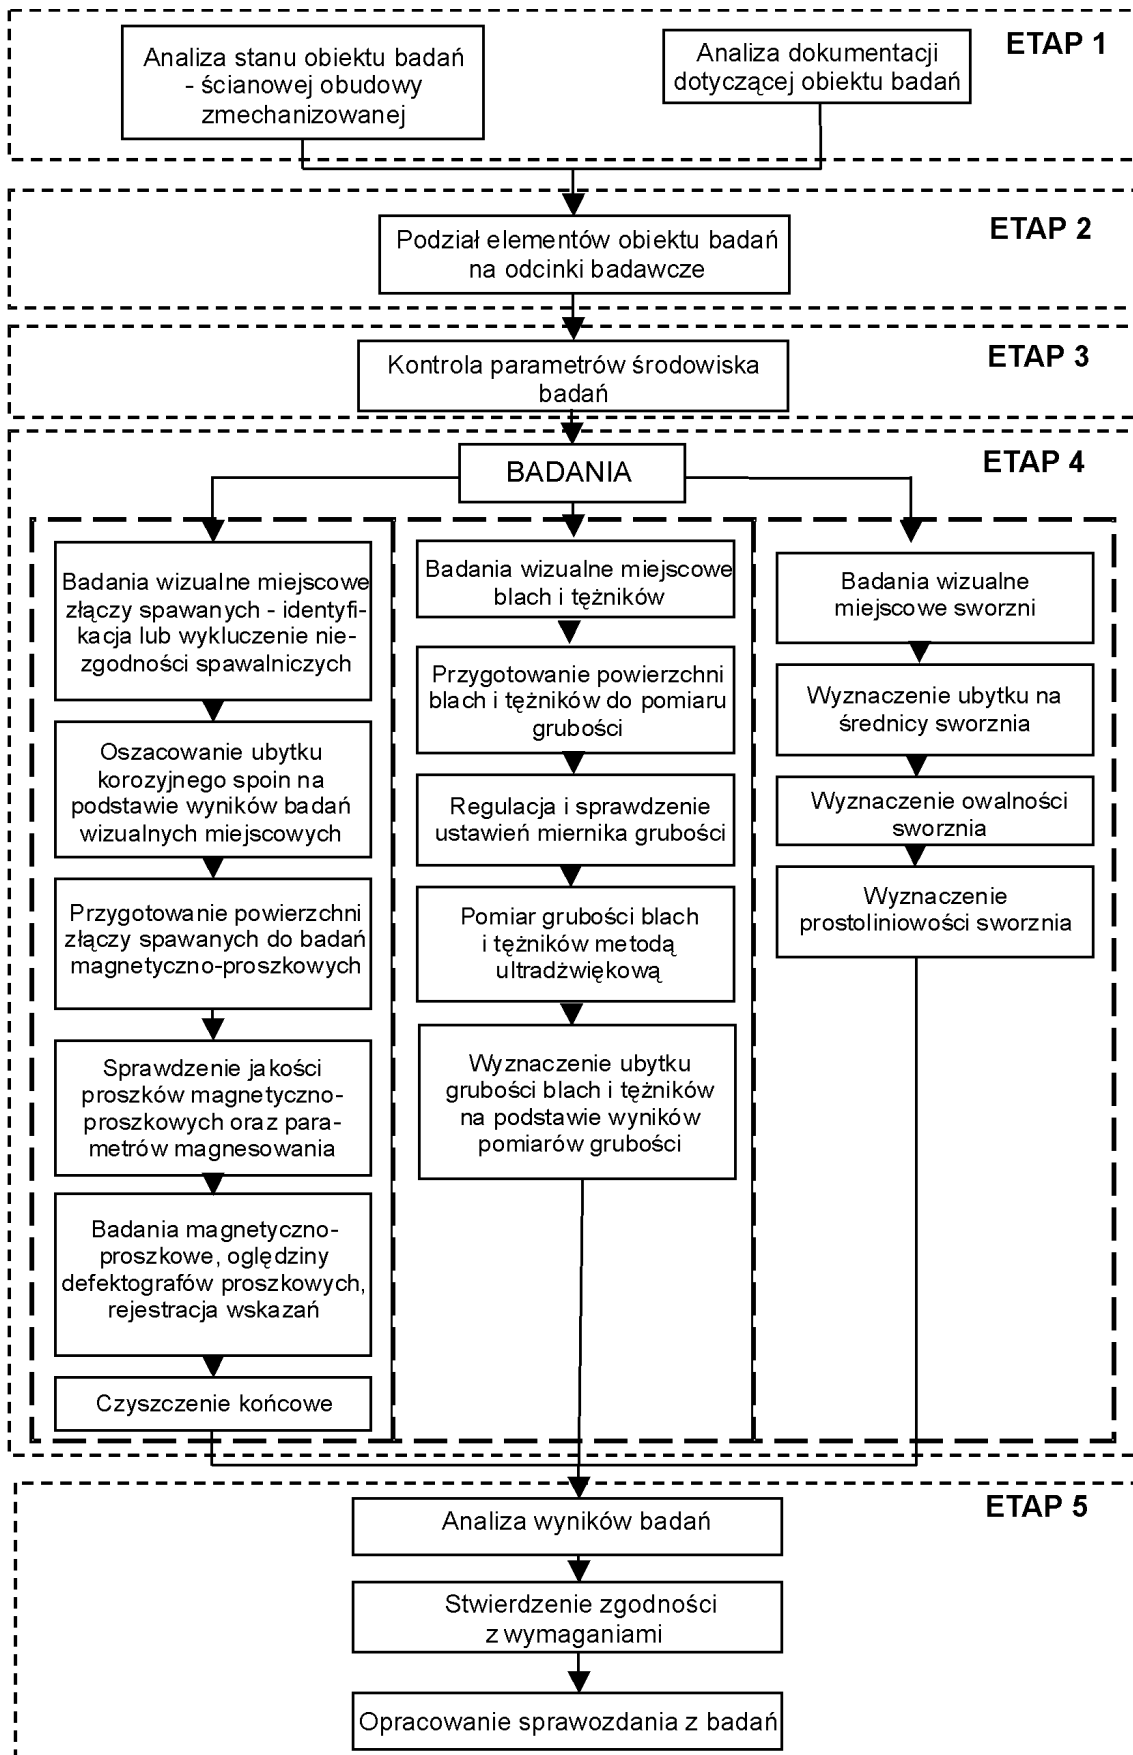 ETAP 1
Analiza stanu obiektu badań
- ścianowej obudowy
zmechanizowanej
Analiza dokumentacji
dotyczącej obiektu badań
ETAP 2
Podział elementów obiektu badań
na odcinki badawcze
ETAP 3
Kontrola parametrów środowiska
badań
ETAP 4
BADANIA
Badania wizualne miejscowe
złączy spawanych - identyfi-
kacja lub wykluczenie nie-
zgodności spawalniczych
Oszacowanie ubytku
korozyjnego spoin na
podstawie wyników badań
wizualnych miejscowych
Przygotowanie powierzchni
złączy spawanych do badań
magnetyczno-proszkowych
Sprawdzenie jakości
proszków magnetyczno-
proszkowych oraz para-
metrów magnesowania
Badania magnetyczno-
proszkowe, oględziny
defektografów proszkowych,
rejestracja wskazań
Czyszczenie końcowe
Badania wizualne miejscowe
blach i tężników
Przygotowanie powierzchni
blach i tężników do pomiaru
grubości
Regulacja i sprawdzenie
ustawień miernika grubości
Pomiar grubości blach
i tężników metodą
ultradźwiękową
Wyznaczenie ubytku
grubości blach i tężników
na podstawie wyników
pomiarów grubości
Badania wizualne
miejscowe sworzni
Wyznaczenie ubytku na
średnicy sworznia
Wyznaczenie owalności
sworznia
Wyznaczenie
prostoliniowości sworznia
ETAP 5
Analiza wyników badań
Stwierdzenie zgodności
z wymaganiami
Opracowanie sprawozdania z badań